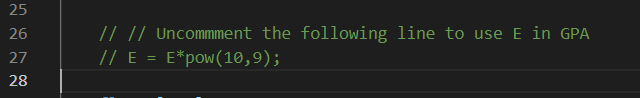 25
26 // // Uncommment the following line to use E in GPA
27 // E = E*pow(10,9);
28